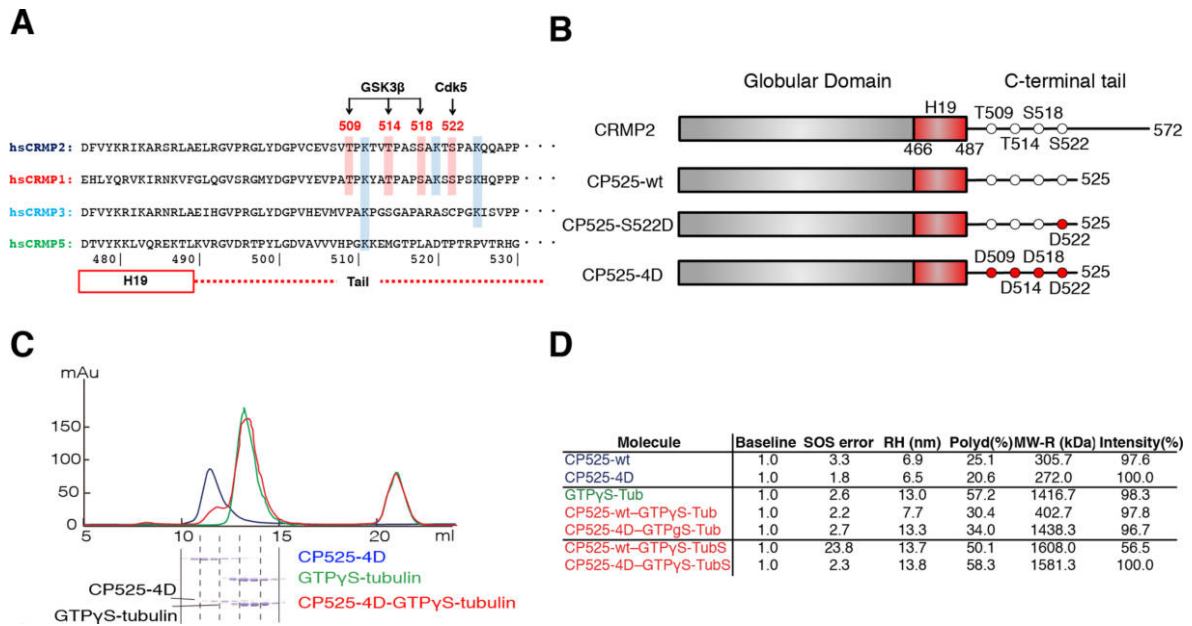 A
GSK3β Cdk5
509 514 518 522
hsCRMP2: DFVYKRIKARSRLAELRGVPRGLYDGPVCEVSVTPKTVTPASSAKTSPAKQQAPP · · ·
hsCRMP1: EHLYQRVKIRNKVFGLQGVSRGMYDGPVYEVPATPKYATPAPSAKSSPSKHQPPP · · ·
hsCRMP3: DFVYKRIKARNRLAEIHGVPRGLYDGPVHEVMVPAKPGSGAPARASCPGKISVPP · · ·
hsCRMP5: DTVYKKLVQREKTLKVRGVDRTPYLGDVAVVVHPGKKEMGTPLADTPTRPVTRHG · · ·
480 490 500 510 520 530
H19 Tail
B
Globular Domain C-terminal tail
H19 T509 S518
CRMP2 572
466 487 T514 S522
CP525-wt 525
CP525-S522D 525
D522
D509 D518
CP525-4D 525
D514 D522
C
mAu
150
100
50
0
5 10 15 20 ml
CP525-4D
GTPγS-tubulin
CP525-4D
CP525-4D-GTPγS-tubulin
GTPγS-tubulin
D
Molecule Baseline SOS error RH (nm) Polyd(%) MW-R (kDa) Intensity(%)
CP525-wt 1.0 3.3 6.9 25.1 305.7 97.6
CP525-4D 1.0 1.8 6.5 20.6 272.0 100.0
GTPγS-Tub 1.0 2.6 13.0 57.2 1416.7 98.3
CP525-wt–GTPγS-Tub 1.0 2.2 7.7 30.4 402.7 97.8
CP525-4D–GTPgS-Tub 1.0 2.7 13.3 34.0 1438.3 96.7
CP525-wt–GTPγS-TubS 1.0 23.8 13.7 50.1 1608.0 56.5
CP525-4D–GTPγS-TubS 1.0 2.3 13.8 58.3 1581.3 100.0